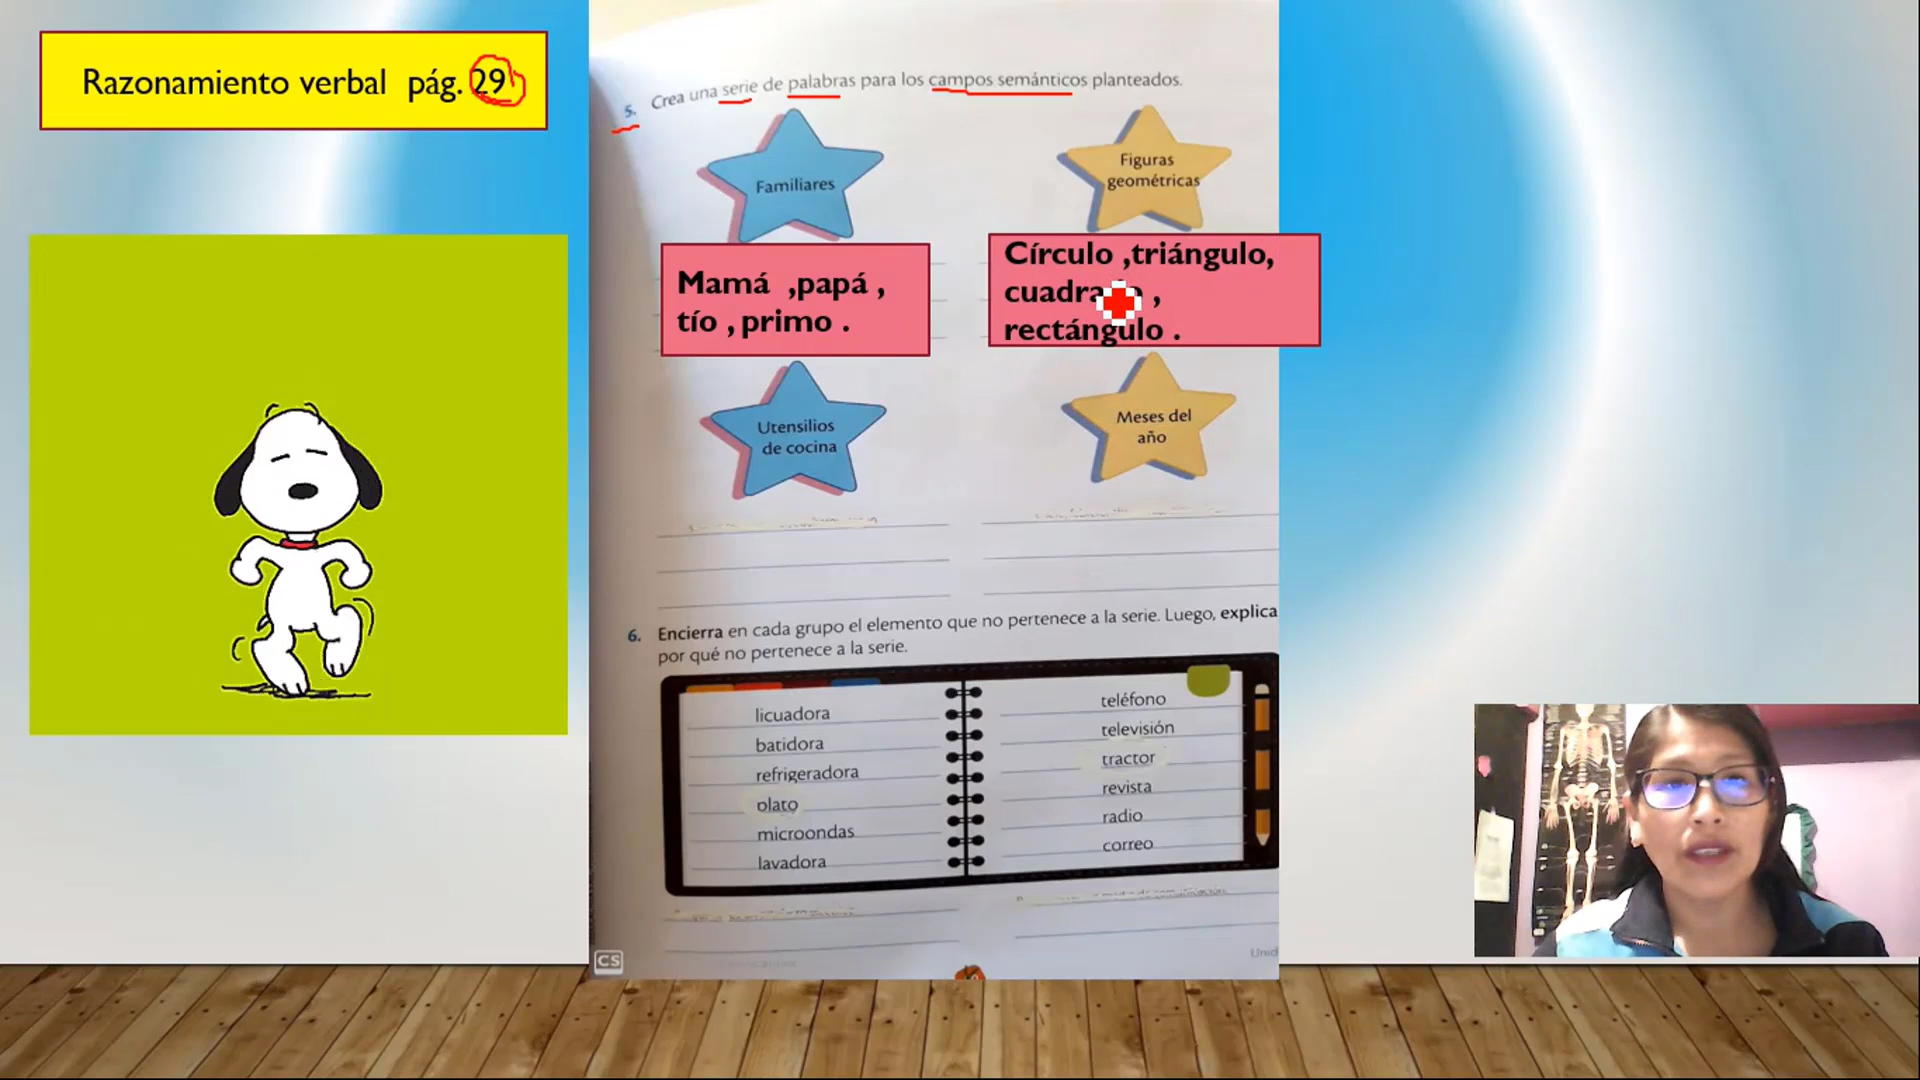 Razonamiento verbal pág. 29
5. Crea una serie de palabras para los campos semánticos planteados.
Familiares
Figuras
geométricas
Mamá ,papá ,
tío , primo .
Círculo ,triángulo,
rectángulo .
Utensilios
de cocina
Meses del
año
6. Encierra en cada grupo el elemento que no pertenece a la serie. Luego, explica
por qué no pertenece a la serie.
licuadora
batidora
refrigeradora
plato
microondas
lavadora
teléfono
televisión
tractor
revista
radio
correo
CS